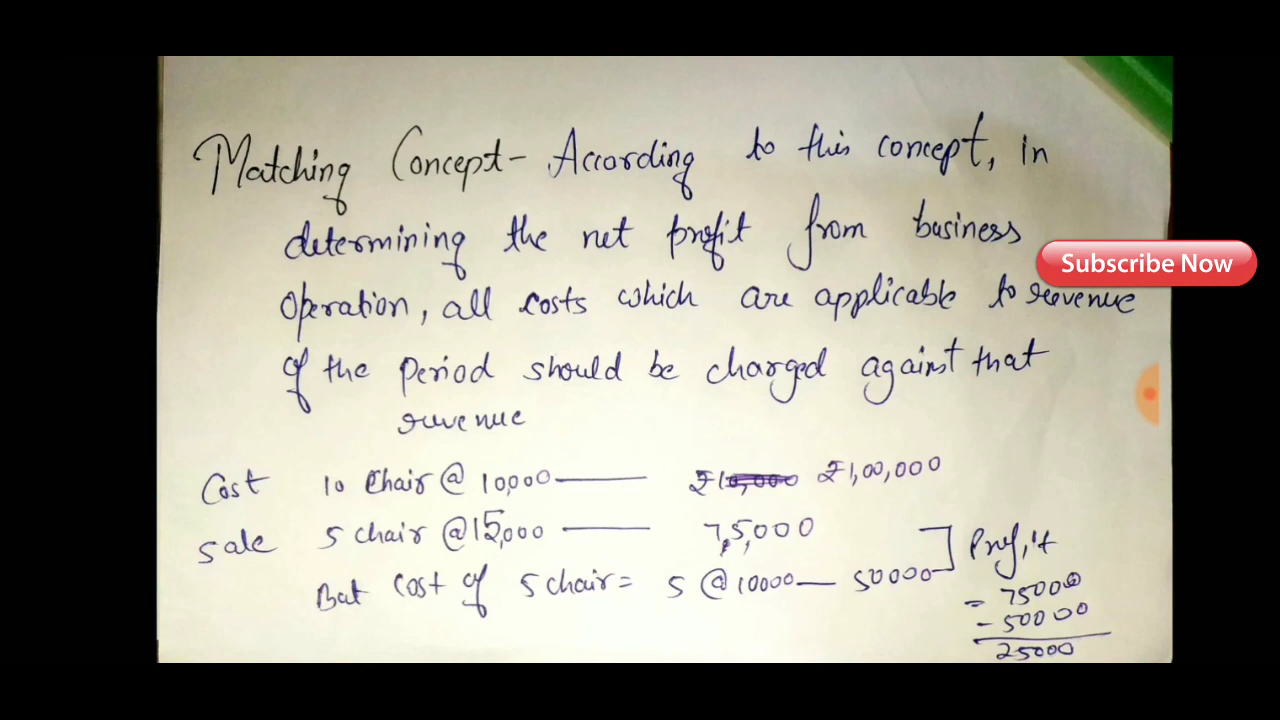 Matching Concept- According to this concept, in
determining the net profit from business
Subscribe Now
operation, all costs which are applicable to revenue
of the period should be charged against that
revenue
Cost 10 Chair @ 10,000 — ₹1,00,000
Sale 5 chair @ 15,000 — 7,5,000
But cost of 5 chair = 5 @ 10000 — 50000 ] Profit
= 75000
- 50000
25000